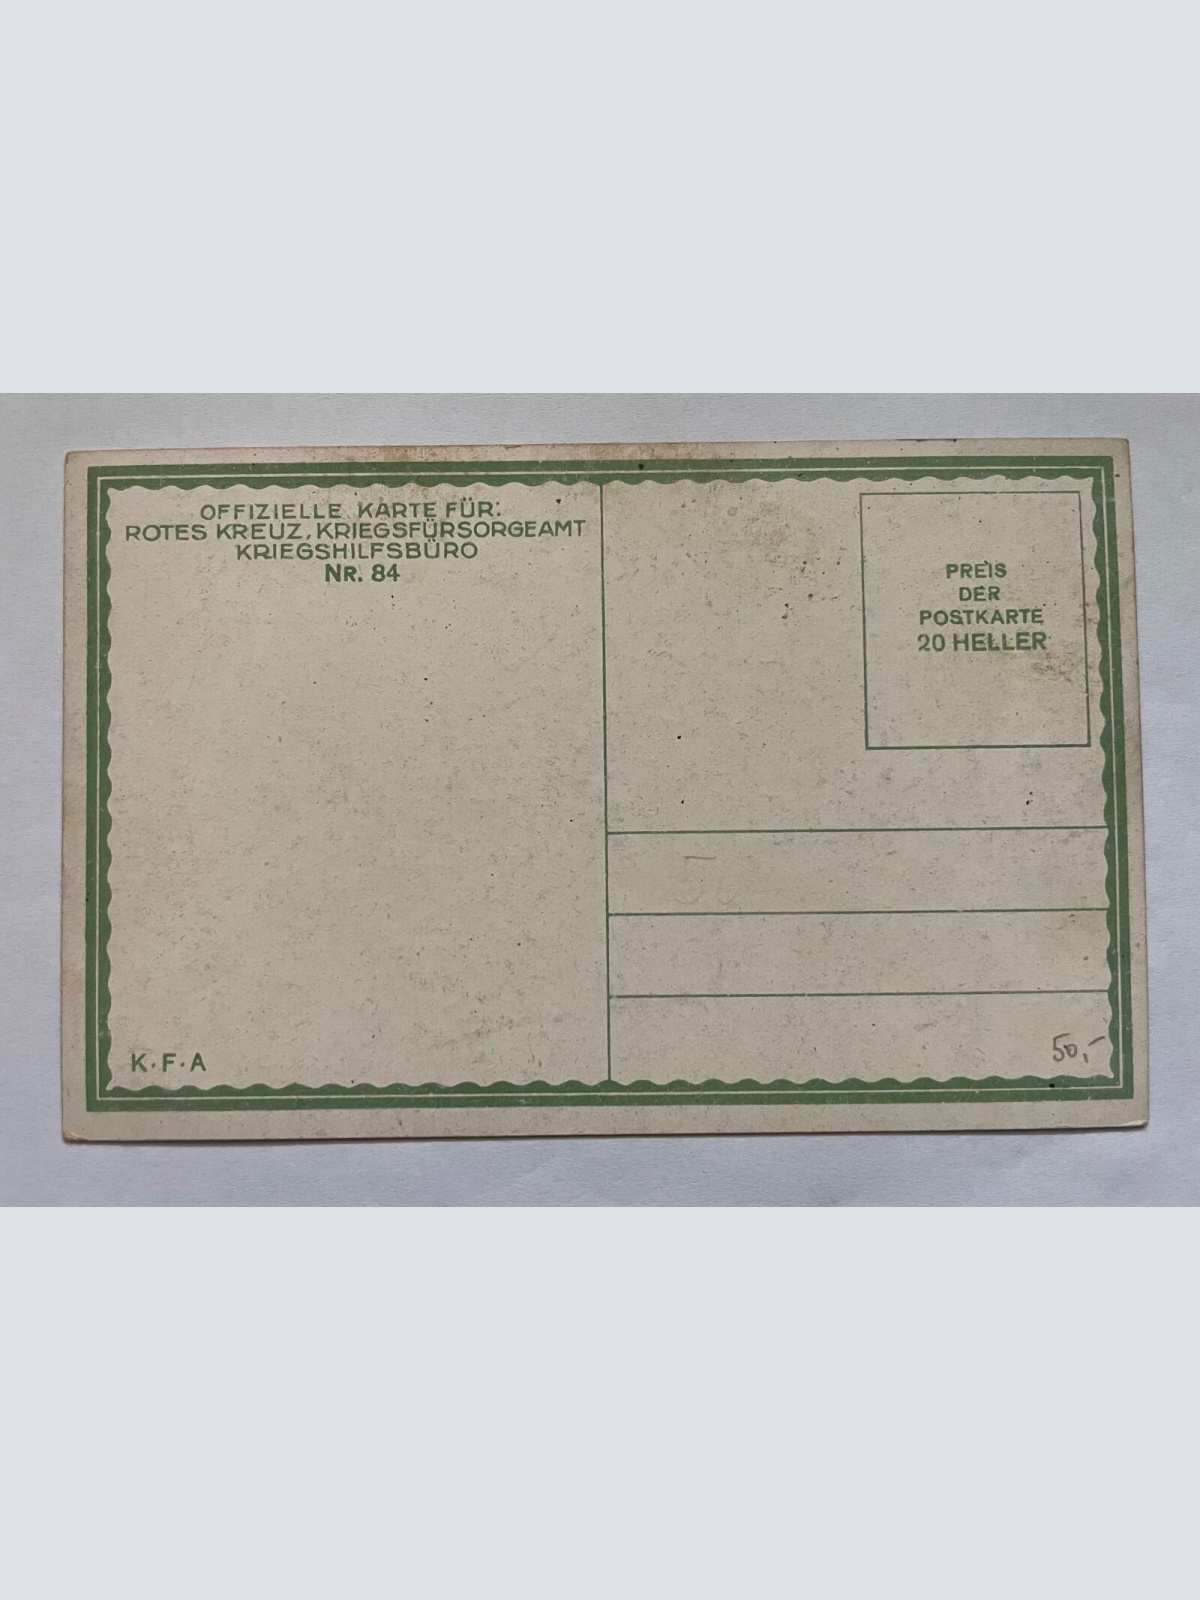 OFFIZIELLE KARTE FÜR:
ROTES KREUZ, KRIEGSFÜRSORGEAMT
KRIEGSHILFSBÜRO
NR. 84
PREIS
DER
POSTKARTE
20 HELLER
K·F·A
50,-